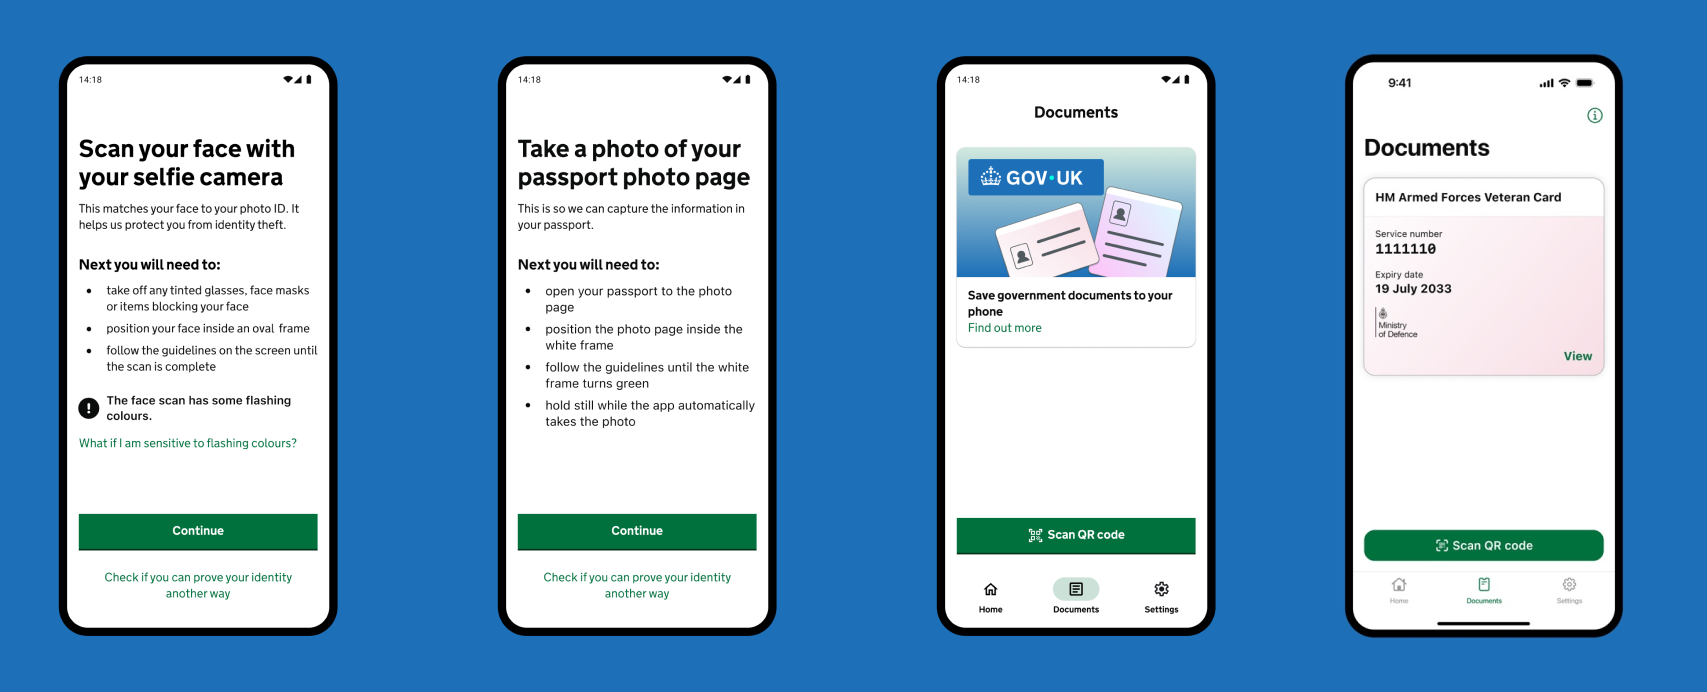 14:18
Scan your face with
your selfie camera
This matches your face to your photo ID. It
helps us protect you from identity theft.
Next you will need to:
• take off any tinted glasses, face masks
or items blocking your face
• position your face inside an oval frame
• follow the guidelines on the screen until
the scan is complete
The face scan has some flashing
colours.
What if I am sensitive to flashing colours?
Continue
Check if you can prove your identity
another way
14:18
Take a photo of your
passport photo page
This is so we can capture the information in
your passport.
Next you will need to:
• open your passport to the photo
page
• position the photo page inside the
white frame
• follow the guidelines until the white
frame turns green
• hold still while the app automatically
takes the photo
Continue
Check if you can prove your identity
another way
14:18
Documents
GOV·UK
Save government documents to your
phone
Find out more
Scan QR code
Home Documents Settings
9:41
Documents
HM Armed Forces Veteran Card
Service number
1111110
Expiry date
19 July 2033
Ministry
of Defence
View
Scan QR code
Home Documents Settings